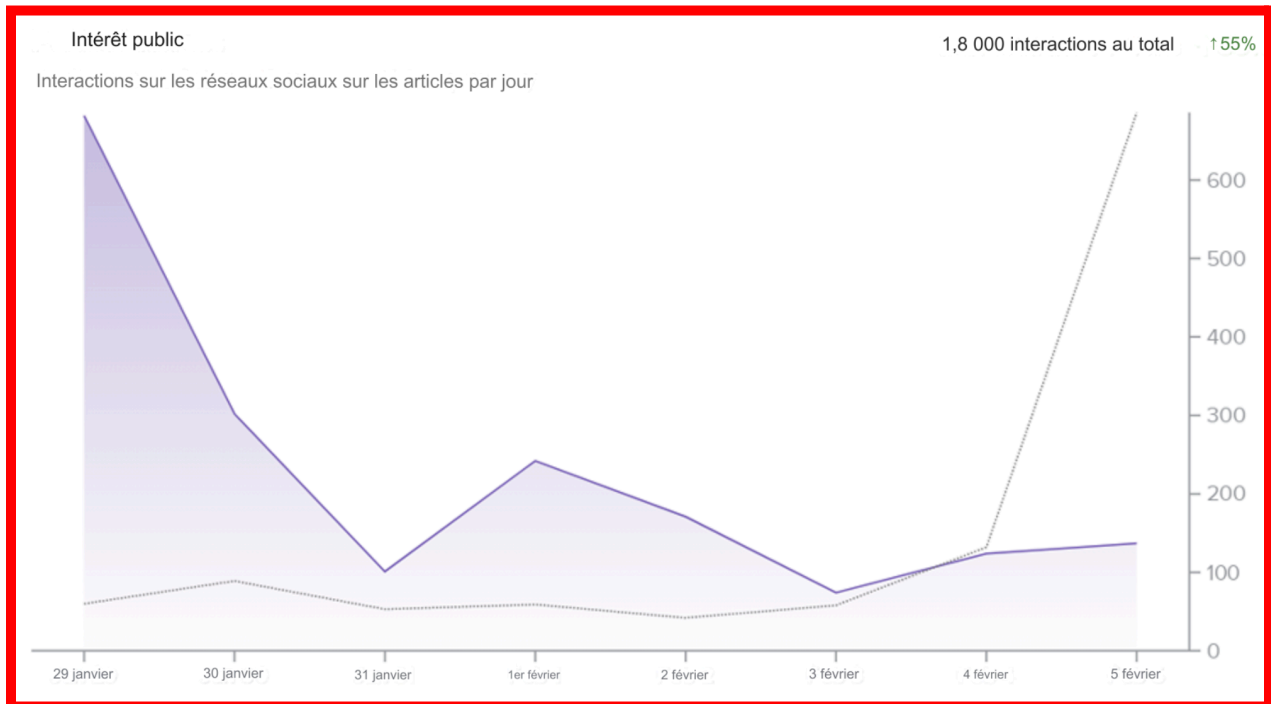 Intérêt public
1,8 000 interactions au total ↑55%
Interactions sur les réseaux sociaux sur les articles par jour
600
500
400
300
200
100
0
29 janvier 30 janvier 31 janvier 1er février 2 février 3 février 4 février 5 février